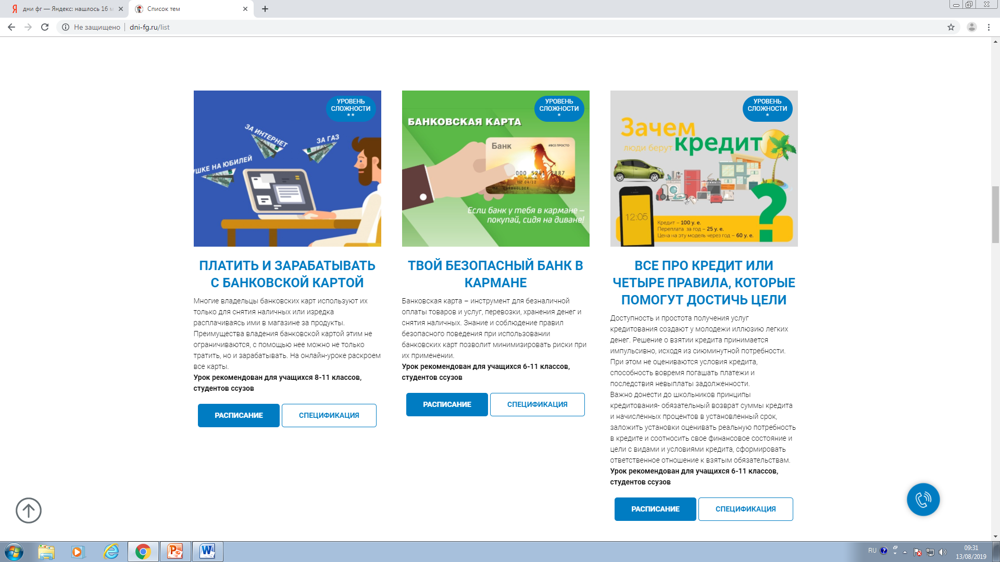 дни фг — Яндекс: нашлось 16 м
Список тем
Не защищено
dni-fg.ru/list
УРОВЕНЬ
СЛОЖНОСТИ
* *
ЗА ИНТЕРНЕТ
ЗА ГАЗ
УШКЕ НА ЮБИЛЕЙ
ПЛАТИТЬ И ЗАРАБАТЫВАТЬ
С БАНКОВСКОЙ КАРТОЙ
Многие владельцы банковских карт используют их
только для снятия наличных или изредка
расплачиваясь ими в магазине за продукты.
Преимущества владения банковской картой этим не
ограничиваются, с помощью нее можно не только
тратить, но и зарабатывать. На онлайн-уроке раскроем
все карты.
Урок рекомендован для учащихся 8-11 классов,
студентов ссузов
РАСПИСАНИЕ
СПЕЦИФИКАЦИЯ
УРОВЕНЬ
СЛОЖНОСТИ
*
БАНКОВСКАЯ КАРТА
Банк
#ВСЕ ПРОСТО
000 5241 2887
04/12
CARDHOLDER
Если банк у тебя в кармане –
покупай, сидя на диване!
ТВОЙ БЕЗОПАСНЫЙ БАНК В
КАРМАНЕ
Банковская карта – инструмент для безналичной
оплаты товаров и услуг, перевозки, хранения денег и
снятия наличных. Знание и соблюдение правил
безопасного поведения при использовании
банковских карт позволит минимизировать риски при
их применении.
Урок рекомендован для учащихся 6-11 классов,
студентов ссузов
РАСПИСАНИЕ
СПЕЦИФИКАЦИЯ
УРОВЕНЬ
СЛОЖНОСТИ
*
Зачем
люди берут кредит
?
12:05
Кредит – 100 у. е.
Переплата за год – 25 у. е.
Цена на эту модель через год – 60 у. е.
ВСЕ ПРО КРЕДИТ ИЛИ
ЧЕТЫРЕ ПРАВИЛА, КОТОРЫЕ
ПОМОГУТ ДОСТИЧЬ ЦЕЛИ
Доступность и простота получения услуг
кредитования создают у молодежи иллюзию легких
денег. Решение о взятии кредита принимается
импульсивно, исходя из сиюминутной потребности.
При этом не оцениваются условия кредита,
способность вовремя погашать платежи и
последствия невыплаты задолженности.
Важно донести до школьников принципы
кредитования- обязательный возврат суммы кредита
и начисленных процентов в установленный срок,
заложить установки оценивать реальную потребность
в кредите и соотносить свое финансовое состояние и
цели с видами и условиями кредита, сформировать
ответственное отношение к взятым обязательствам.
Урок рекомендован для учащихся 6-11 классов,
студентов ссузов
РАСПИСАНИЕ
СПЕЦИФИКАЦИЯ
RU
09:31
13/08/2019